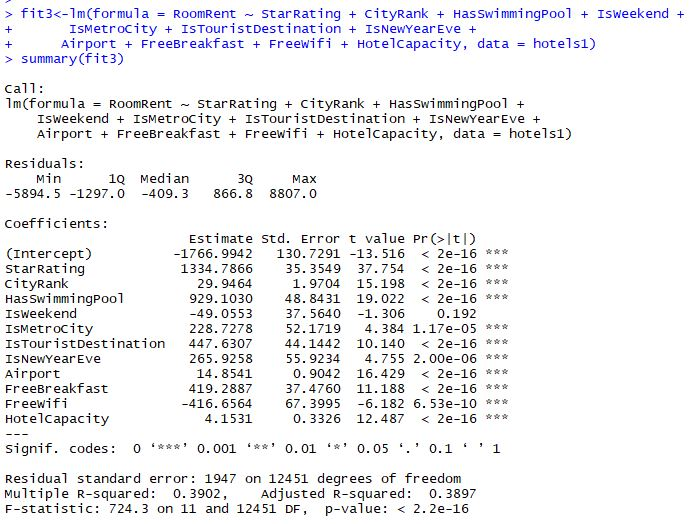 > fit3<-lm(formula = RoomRent ~ StarRating + CityRank + HasSwimmingPool + IsWeekend +
+ IsMetroCity + IsTouristDestination + IsNewYearEve +
+ Airport + FreeBreakfast + FreeWifi + HotelCapacity, data = hotels1)
> summary(fit3)
Call:
lm(formula = RoomRent ~ StarRating + CityRank + HasSwimmingPool +
IsWeekend + IsMetroCity + IsTouristDestination + IsNewYearEve +
Airport + FreeBreakfast + FreeWifi + HotelCapacity, data = hotels1)
Residuals:
Min 1Q Median 3Q Max
-5894.5 -1297.0 -409.3 866.8 8807.0
Coefficients:
Estimate Std. Error t value Pr(>|t|)
(Intercept) -1766.9942 130.7291 -13.516 < 2e-16 ***
StarRating 1334.7866 35.3549 37.754 < 2e-16 ***
CityRank 29.9464 1.9704 15.198 < 2e-16 ***
HasSwimmingPool 929.1030 48.8431 19.022 < 2e-16 ***
IsWeekend -49.0553 37.5640 -1.306 0.192
IsMetroCity 228.7278 52.1719 4.384 1.17e-05 ***
IsTouristDestination 447.6307 44.1442 10.140 < 2e-16 ***
IsNewYearEve 265.9258 55.9234 4.755 2.00e-06 ***
Airport 14.8541 0.9042 16.429 < 2e-16 ***
FreeBreakfast 419.2887 37.4760 11.188 < 2e-16 ***
FreeWifi -416.6564 67.3995 -6.182 6.53e-10 ***
HotelCapacity 4.1531 0.3326 12.487 < 2e-16 ***
---
Signif. codes: 0 ‘***’ 0.001 ‘**’ 0.01 ‘*’ 0.05 ‘.’ 0.1 ‘ ’ 1
Residual standard error: 1947 on 12451 degrees of freedom
Multiple R-squared: 0.3902, Adjusted R-squared: 0.3897
F-statistic: 724.3 on 11 and 12451 DF, p-value: < 2.2e-16